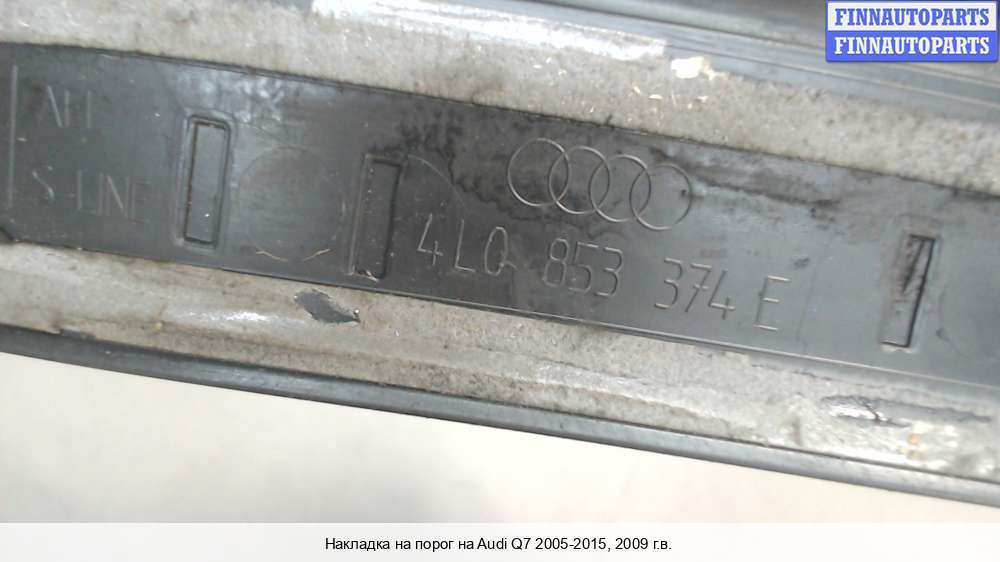 FINNAUTOPARTS
FINNAUTOPARTS
S-LINE
4L0 853 374 E
Накладка на порог на Audi Q7 2005-2015, 2009 г.в.